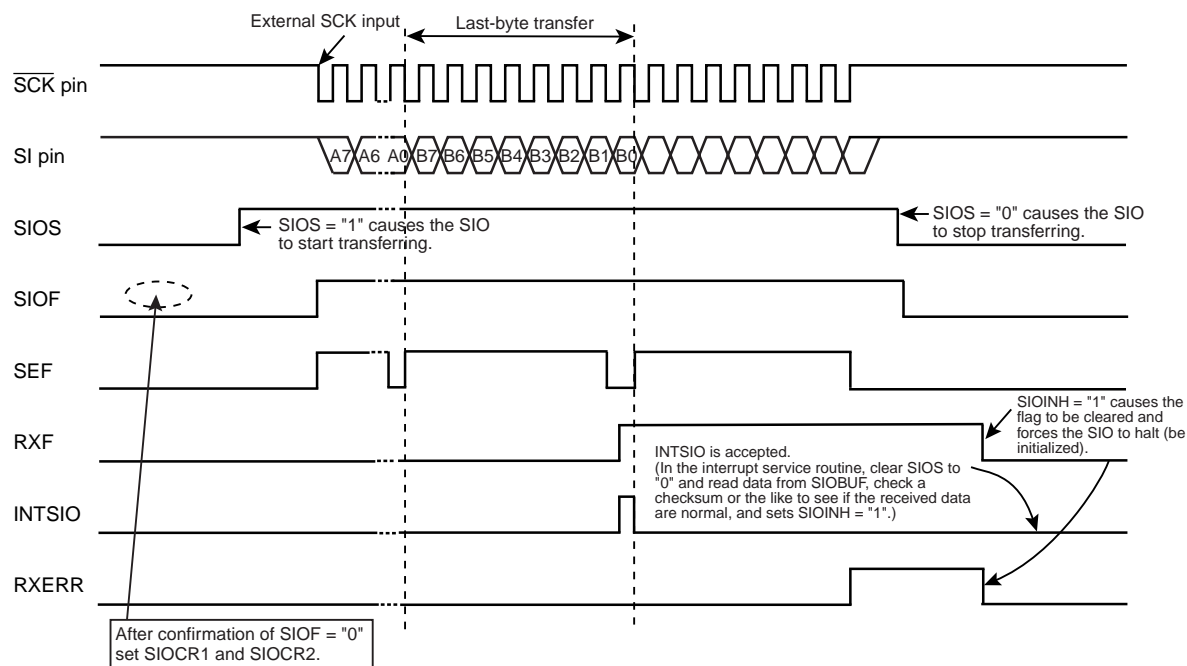 External SCK input
Last-byte transfer
SCK pin
SI pin
A7 A6 A0 B7 B6 B5 B4 B3 B2 B1 B0
SIOS
SIOS = "1" causes the SIO
to start transferring.
SIOS = "0" causes the SIO
to stop transferring.
SIOF
SEF
RXF
SIOINH = "1" causes the
flag to be cleared and
forces the SIO to halt (be
initialized).
INTSIO is accepted.
(In the interrupt service routine, clear SIOS to
"0" and read data from SIOBUF, check a
checksum or the like to see if the received data
are normal, and sets SIOINH = "1".)
INTSIO
RXERR
After confirmation of SIOF = "0"
set SIOCR1 and SIOCR2.